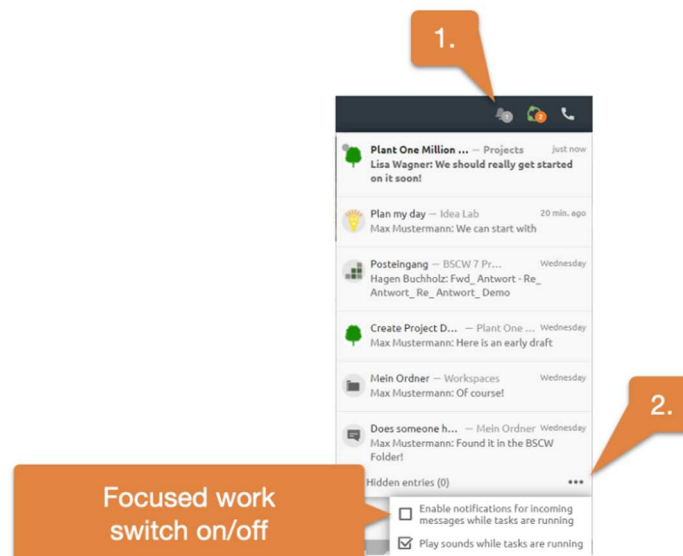 1.
1
2
Plant One Million ... — Projects just now
Lisa Wagner: We should really get started
on it soon!
Plan my day — Idea Lab 20 min. ago
Max Mustermann: We can start with
Posteingang — BSCW 7 Pr... Wednesday
Hagen Buchholz: Fwd_ Antwort - Re_
Antwort_ Re_ Antwort_ Demo
Create Project D... — Plant One ... Wednesday
Max Mustermann: Here is an early draft
Mein Ordner — Workspaces Wednesday
Max Mustermann: Of course!
2.
Does someone h... — Mein Ordner Wednesday
Max Mustermann: Found it in the BSCW
Folder!
Hidden entries (0)
Focused work
switch on/off
Enable notifications for incoming
messages while tasks are running
Play sounds while tasks are running